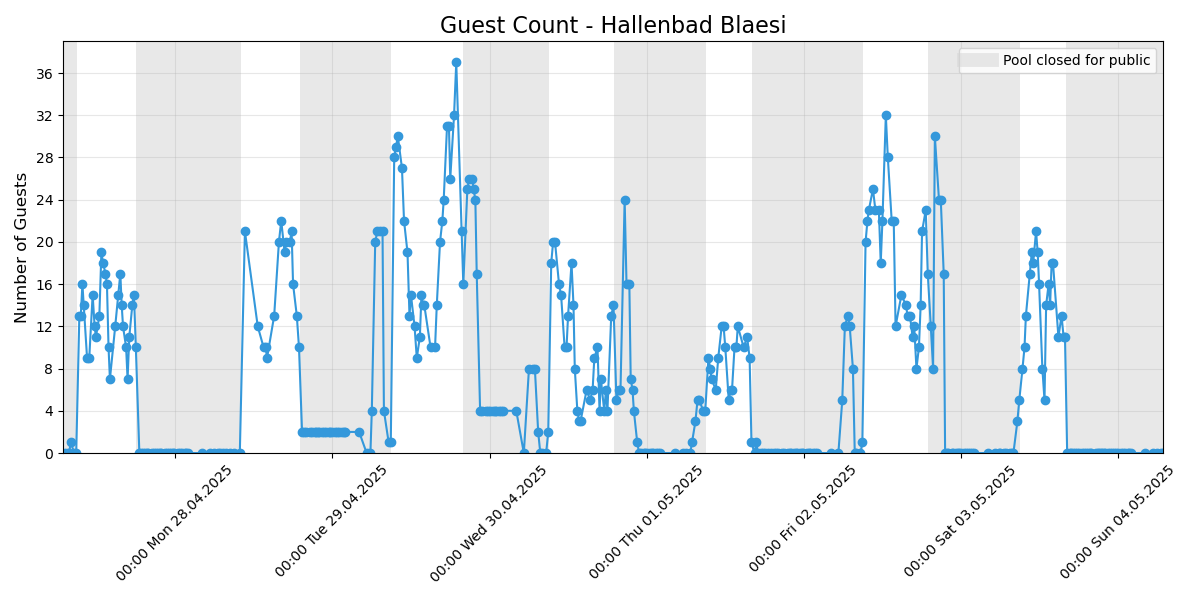 Guest Count - Hallenbad Blaesi
Pool closed for public
Number of Guests
36
32
28
24
20
16
12
8
4
0
00:00 Mon 28.04.2025
00:00 Tue 29.04.2025
00:00 Wed 30.04.2025
00:00 Thu 01.05.2025
00:00 Fri 02.05.2025
00:00 Sat 03.05.2025
00:00 Sun 04.05.2025